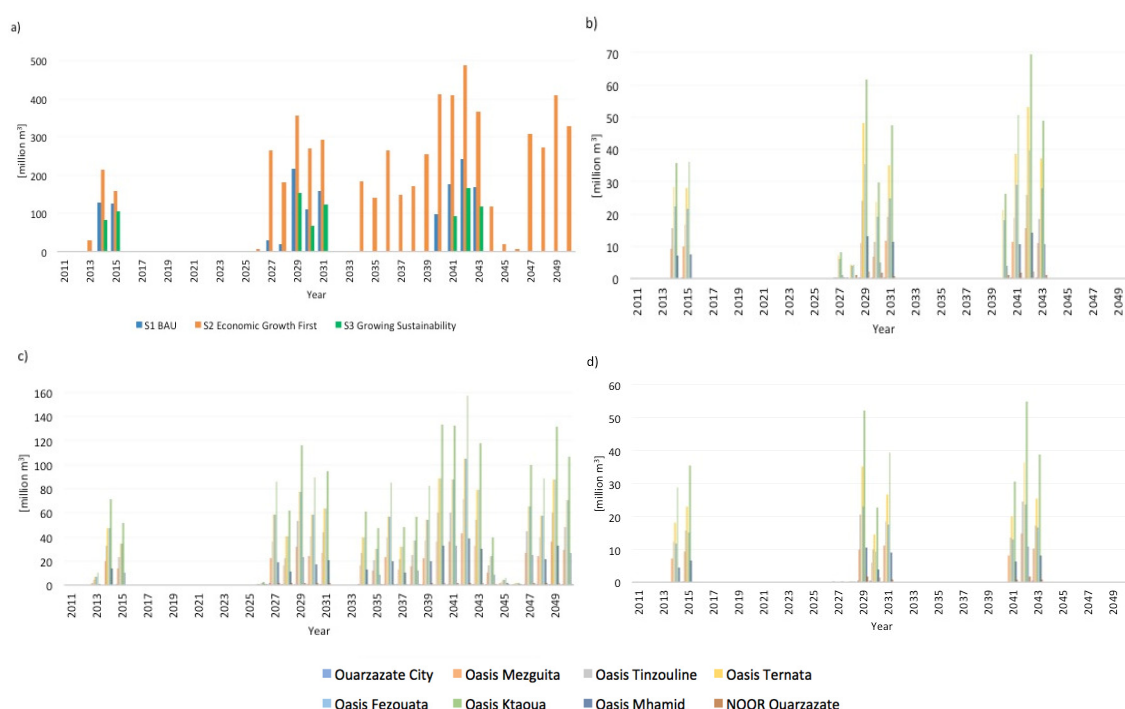 a)
500
400
300
200
100
0
[million m³]
2011 2013 2015 2017 2019 2021 2023 2025 2027 2029 2031 2033 2035 2037 2039 2041 2043 2045 2047 2049
Year
S1 BAU S2 Economic Growth First S3 Growing Sustainability
b)
70
60
50
40
30
20
10
0
[million m³]
2011 2013 2015 2017 2019 2021 2023 2025 2027 2029 2031 2033 2035 2037 2039 2041 2043 2045 2047 2049
Year
c)
160
140
120
100
80
60
40
20
0
[million m³]
2011 2013 2015 2017 2019 2021 2023 2025 2027 2029 2031 2033 2035 2037 2039 2041 2043 2045 2047 2049
Year
d)
60
50
40
30
20
10
0
[million m³]
2011 2013 2015 2017 2019 2021 2023 2025 2027 2029 2031 2033 2035 2037 2039 2041 2043 2045 2047 2049
Year
Ouarzazate City Oasis Mezguita Oasis Tinzouline Oasis Ternata
Oasis Fezouata Oasis Ktaoua Oasis Mhamid NOOR Ouarzazate